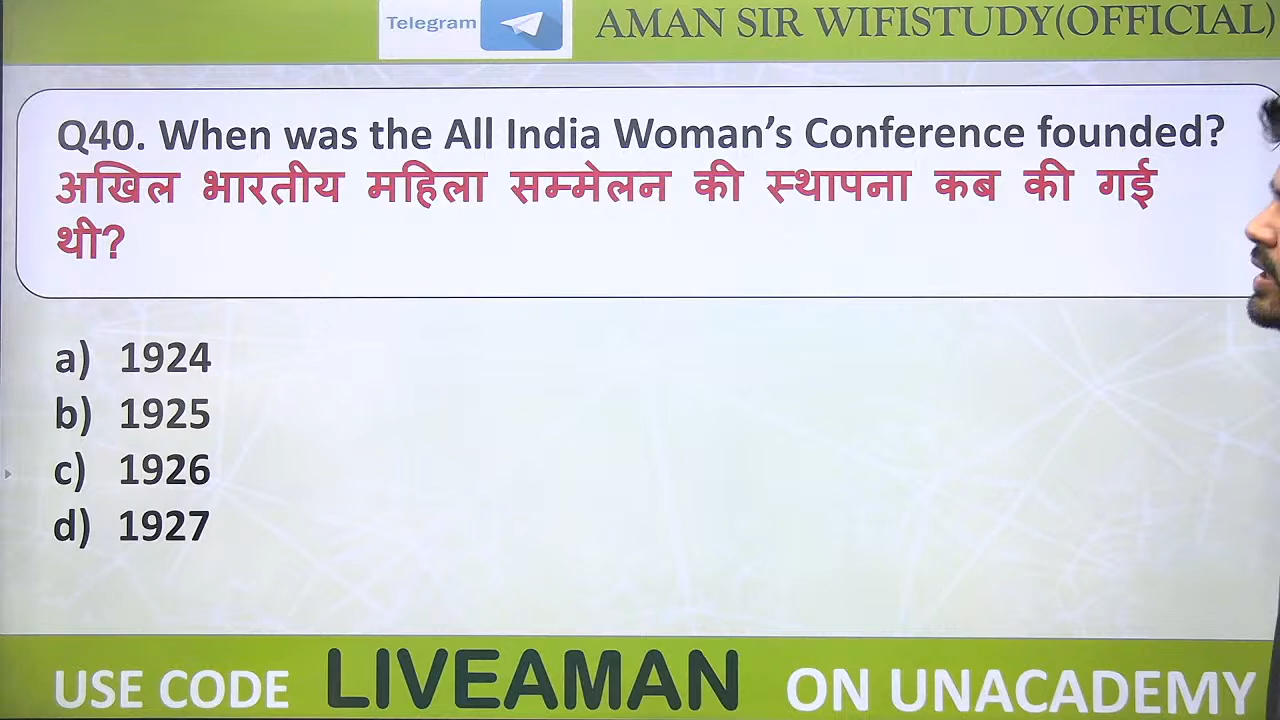 Telegram
AMAN SIR WIFISTUDY(OFFICIAL)
Q40. When was the All India Woman’s Conference founded?
अखिल भारतीय महिला सम्मेलन की स्थापना कब की गई
थी?
a) 1924
b) 1925
c) 1926
d) 1927
USE CODE LIVEAMAN ON UNACADEMY